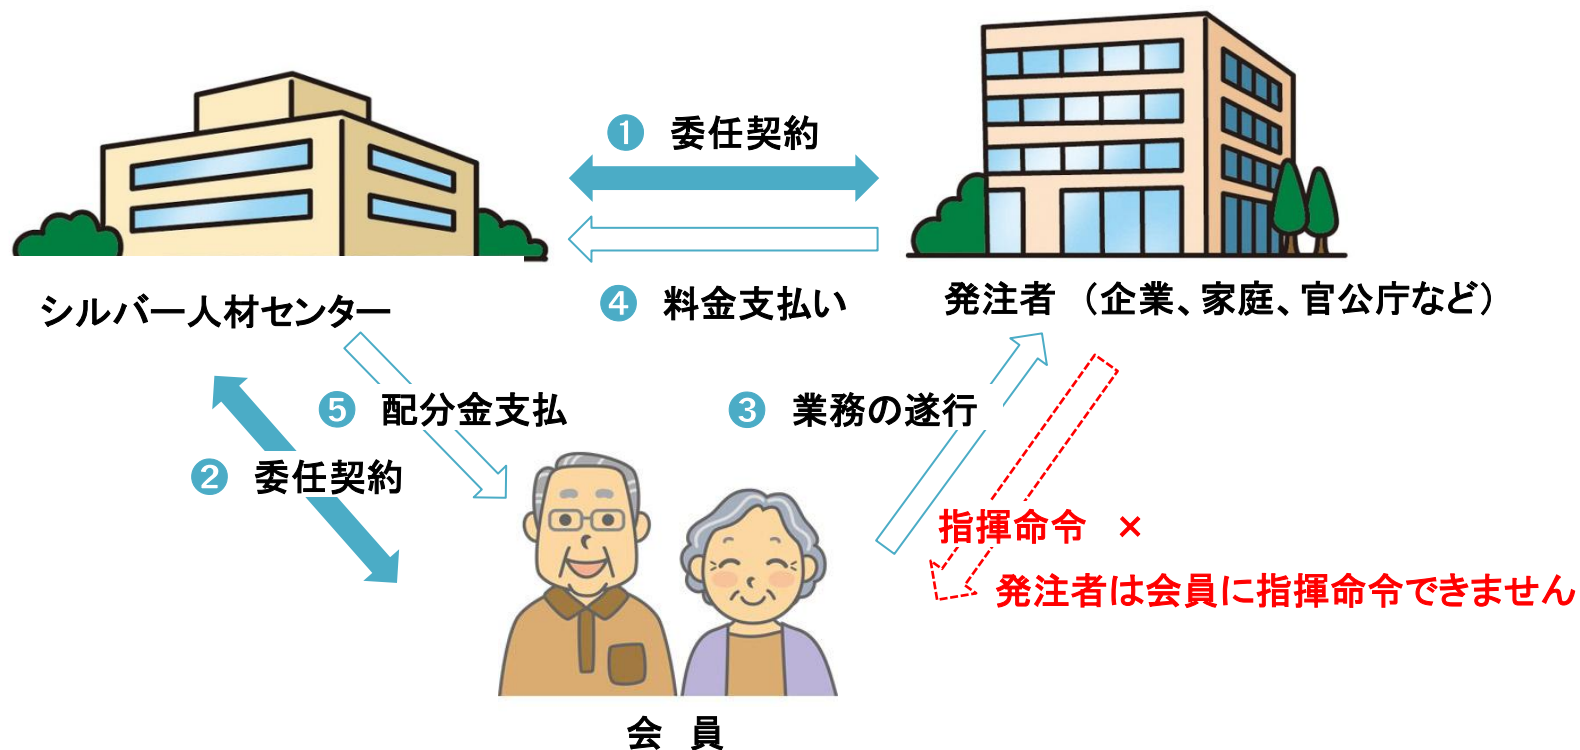 ❶ 委任契約
❹ 料金支払い
シルバー人材センター
発注者 （企業、家庭、官公庁など）
❺ 配分金支払
❸ 業務の遂行
❷ 委任契約
指揮命令 ×
発注者は会員に指揮命令できません
会 員